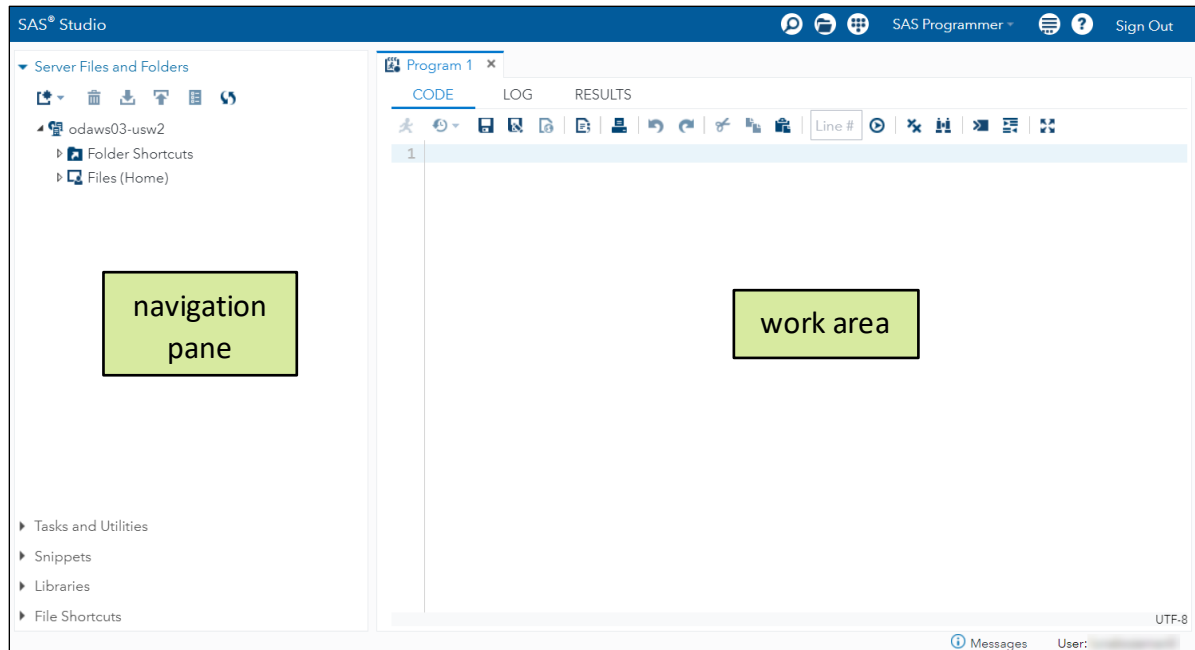 SAS® Studio
SAS Programmer
? Sign Out
Server Files and Folders
odaws03-usw2
Folder Shortcuts
Files (Home)
navigation
pane
Tasks and Utilities
Snippets
Libraries
File Shortcuts
Program 1 ×
CODE LOG RESULTS
Line #
1
work area
UTF-8
Messages User: